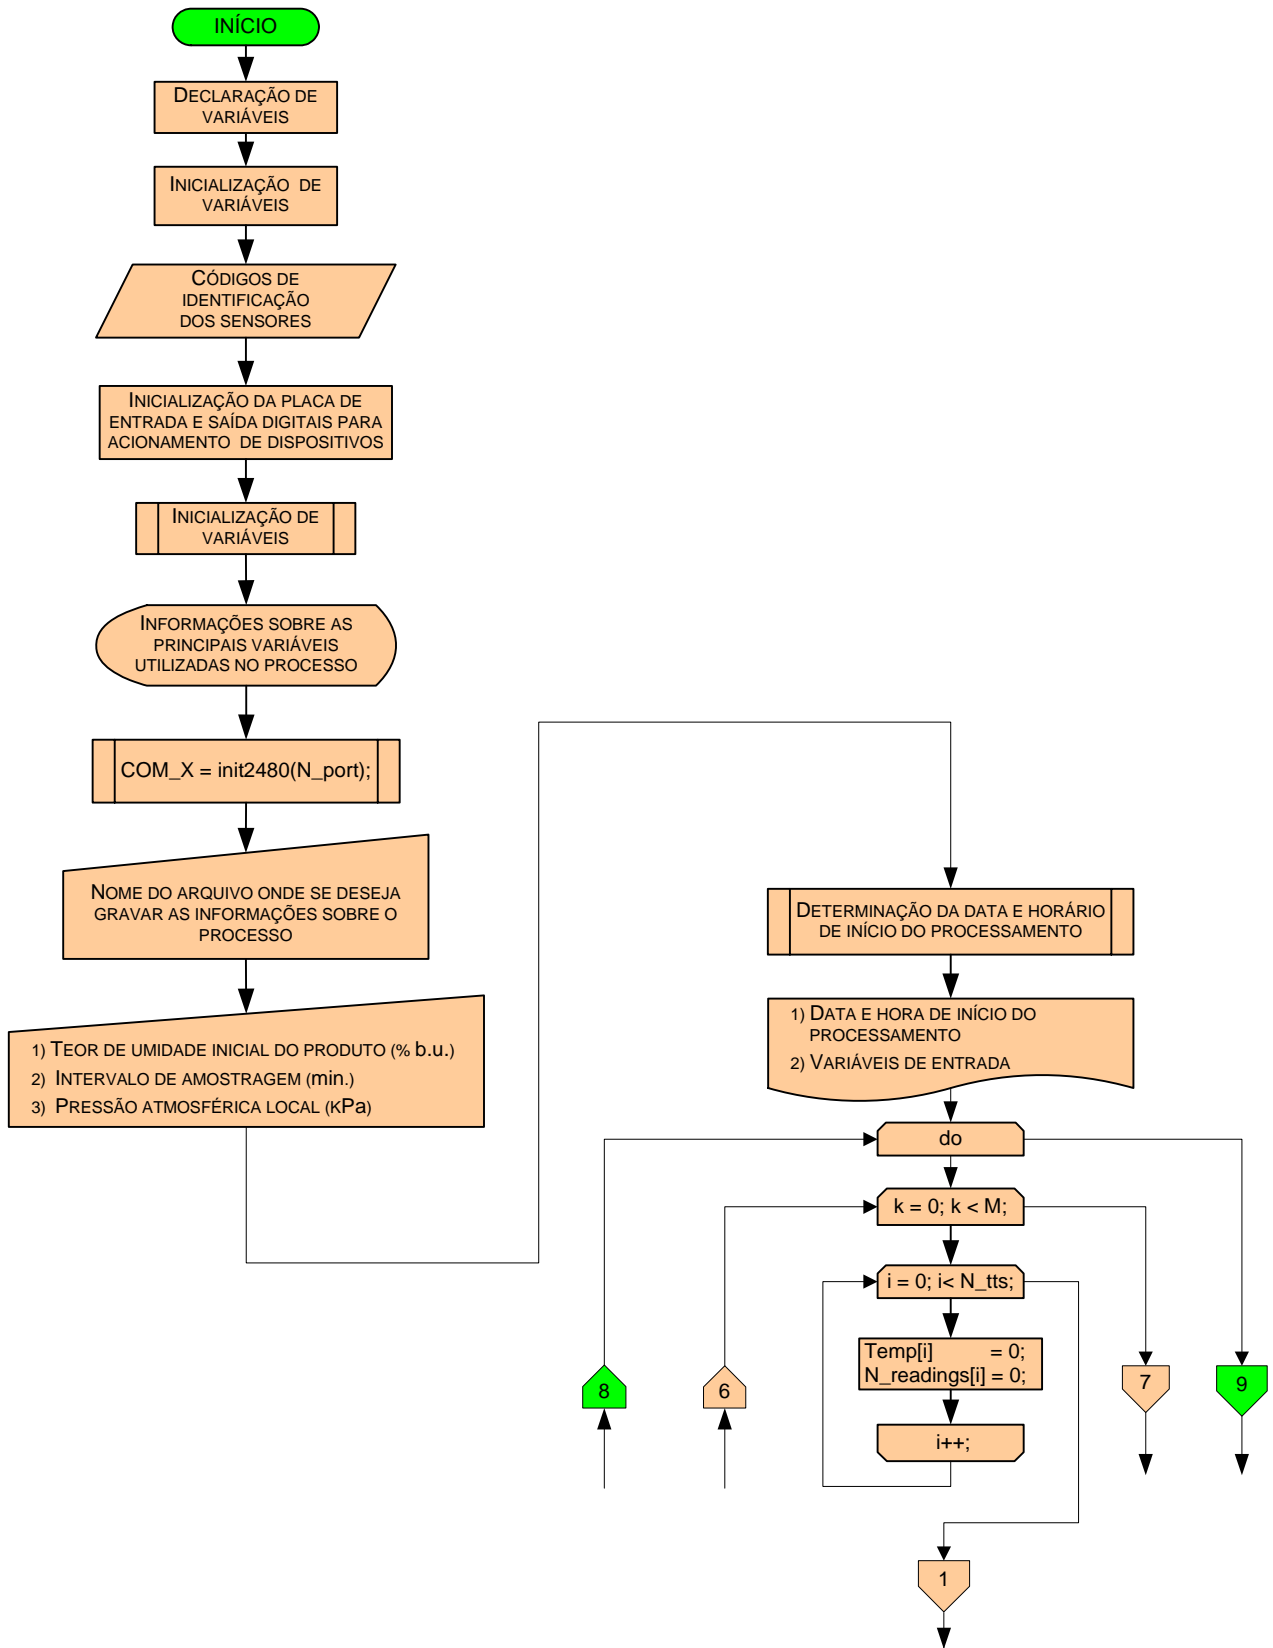 INÍCIO
DECLARAÇÃO DE
VARIÁVEIS
INICIALIZAÇÃO DE
VARIÁVEIS
CÓDIGOS DE
IDENTIFICAÇÃO
DOS SENSORES
INICIALIZAÇÃO DA PLACA DE
ENTRADA E SAÍDA DIGITAIS PARA
ACIONAMENTO DE DISPOSITIVOS
INICIALIZAÇÃO DE
VARIÁVEIS
INFORMAÇÕES SOBRE AS
PRINCIPAIS VARIÁVEIS
UTILIZADAS NO PROCESSO
COM_X = init2480(N_port);
NOME DO ARQUIVO ONDE SE DESEJA
GRAVAR AS INFORMAÇÕES SOBRE O
PROCESSO
1) TEOR DE UMIDADE INICIAL DO PRODUTO (% b.u.)
2) INTERVALO DE AMOSTRAGEM (min.)
3) PRESSÃO ATMOSFÉRICA LOCAL (KPa)
DETERMINAÇÃO DA DATA E HORÁRIO
DE INÍCIO DO PROCESSAMENTO
1) DATA E HORA DE INÍCIO DO
PROCESSAMENTO
2) VARIÁVEIS DE ENTRADA
do
k = 0; k < M;
i = 0; i< N_tts;
Temp[i] = 0;
N_readings[i] = 0;
i++;
8
6
7
9
1